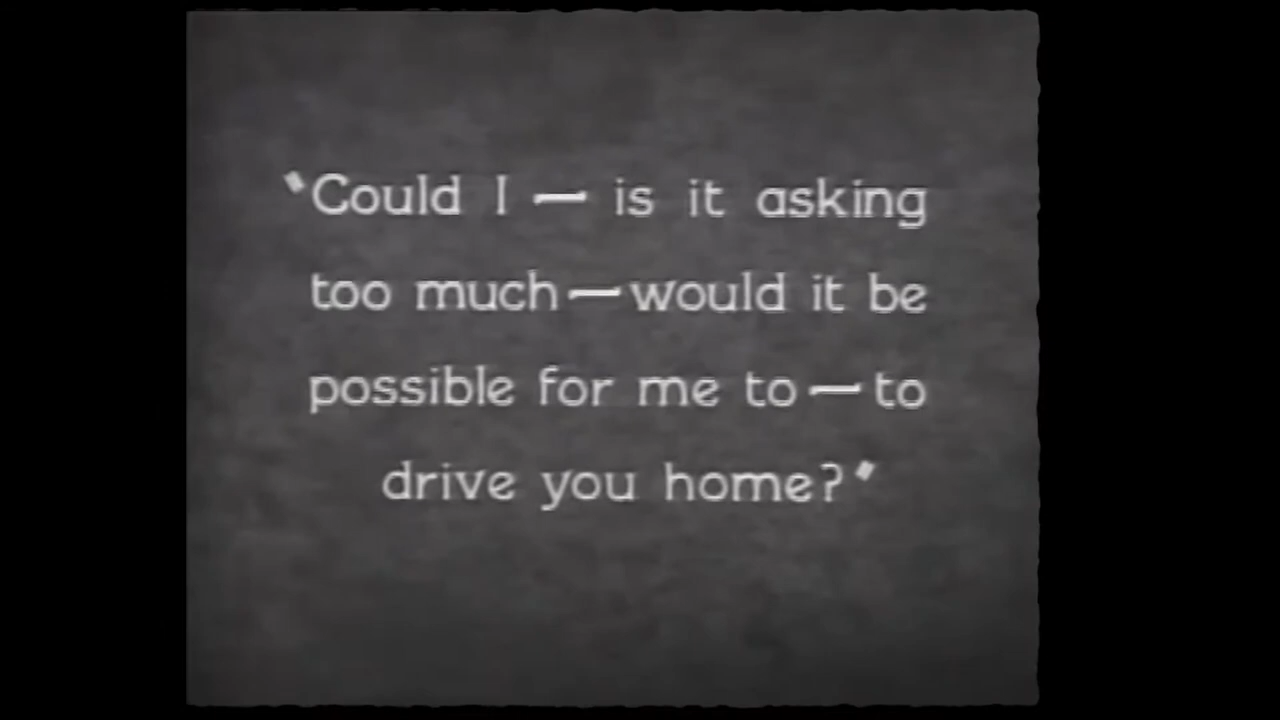 "Could I — is it asking
too much — would it be
possible for me to — to
drive you home?"